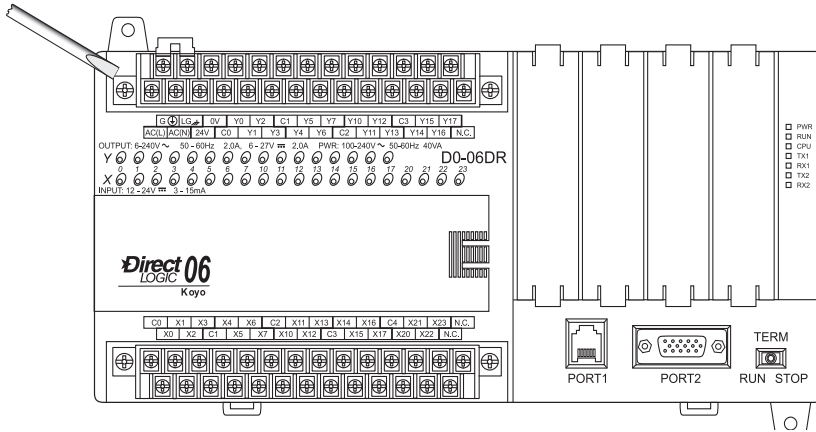 G LG 0V Y0 Y2 C1 Y5 Y7 Y10 Y12 C3 Y15 Y17
AC(L) AC(N) 24V C0 Y1 Y3 Y4 Y6 C2 Y11 Y13 Y14 Y16 N.C.
OUTPUT: 6-240V ~ 50 - 60Hz 2.0A, 6 - 27V ⎓ 2.0A PWR: 100-240V ~ 50-60Hz 40VA D0-06DR
Y
0 1 2 3 4 5 6 7 10 11 12 13 14 15 16 17 20 21 22 23
X
INPUT: 12 - 24V ⎓ 3 - 15mA
PWR
RUN
CPU
TX1
RX1
TX2
RX2
Direct
LOGIC 06
Koyo
C0 X1 X3 X4 X6 C2 X11 X13 X14 X16 C4 X21 X23 N.C.
X0 X2 C1 X5 X7 X10 X12 C3 X15 X17 X20 X22 N.C.
TERM
PORT1 PORT2 RUN STOP